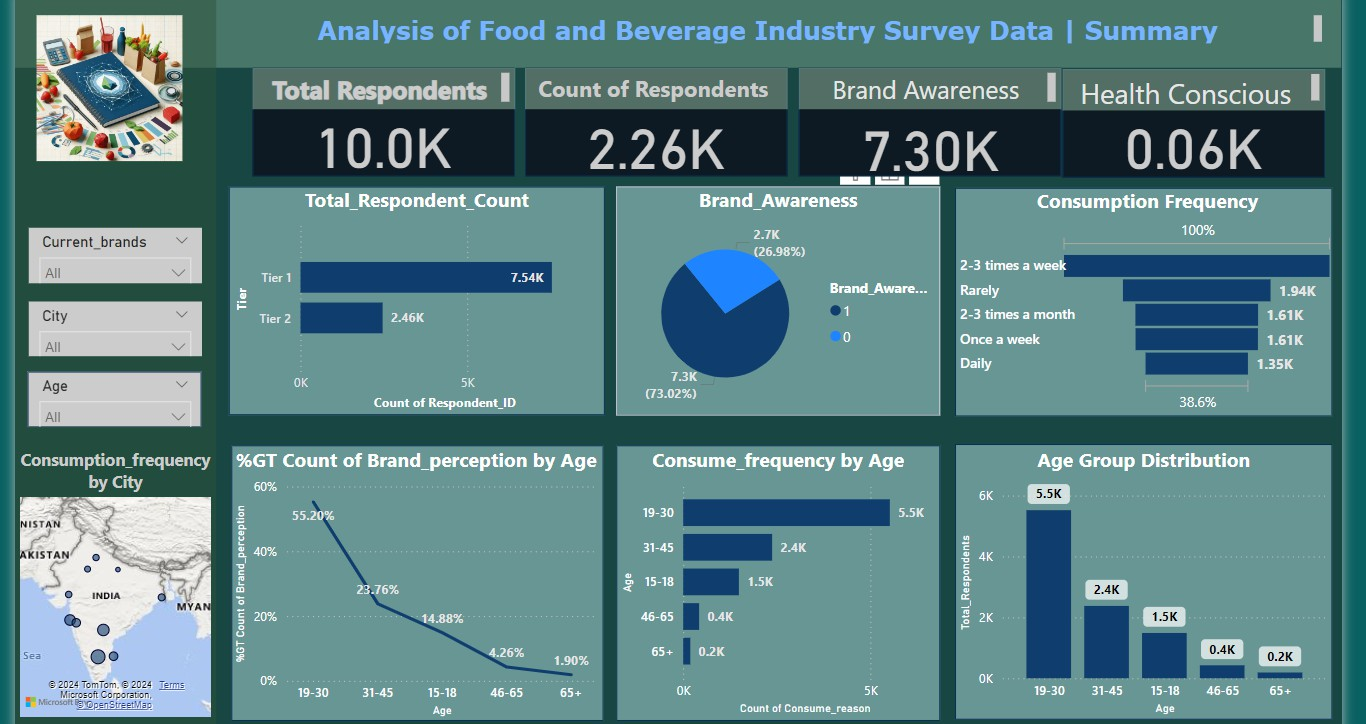 Analysis of Food and Beverage Industry Survey Data | Summary
Total Respondents
10.0K
Count of Respondents
2.26K
Brand Awareness
7.30K
Health Conscious
0.06K
Current_brands
All
City
All
Age
All
Consumption_frequency
by City
NISTAN
AKISTAN
INDIA
MYAN
Sea
© 2024 TomTom, © 2024
Microsoft Corporation,
© OpenStreetMap
Terms
Total_Respondent_Count
Tier
Tier 1
7.54K
Tier 2
2.46K
0K
5K
Count of Respondent_ID
Brand_Awareness
2.7K
(26.98%)
7.3K
(73.02%)
Brand_Aware...
1
0
Consumption Frequency
100%
2-3 times a week
Rarely
1.94K
2-3 times a month
1.61K
Once a week
1.61K
Daily
1.35K
38.6%
%GT Count of Brand_perception by Age
%GT Count of Brand_perception
60%
40%
20%
0%
55.20%
23.76%
14.88%
4.26%
1.90%
19-30
31-45
15-18
46-65
65+
Age
Consume_frequency by Age
Age
19-30
5.5K
31-45
2.4K
15-18
1.5K
46-65
0.4K
65+
0.2K
0K
5K
Count of Consume_reason
Age Group Distribution
Total_Respondents
6K
4K
2K
0K
5.5K
2.4K
1.5K
0.4K
0.2K
19-30
31-45
15-18
46-65
65+
Age